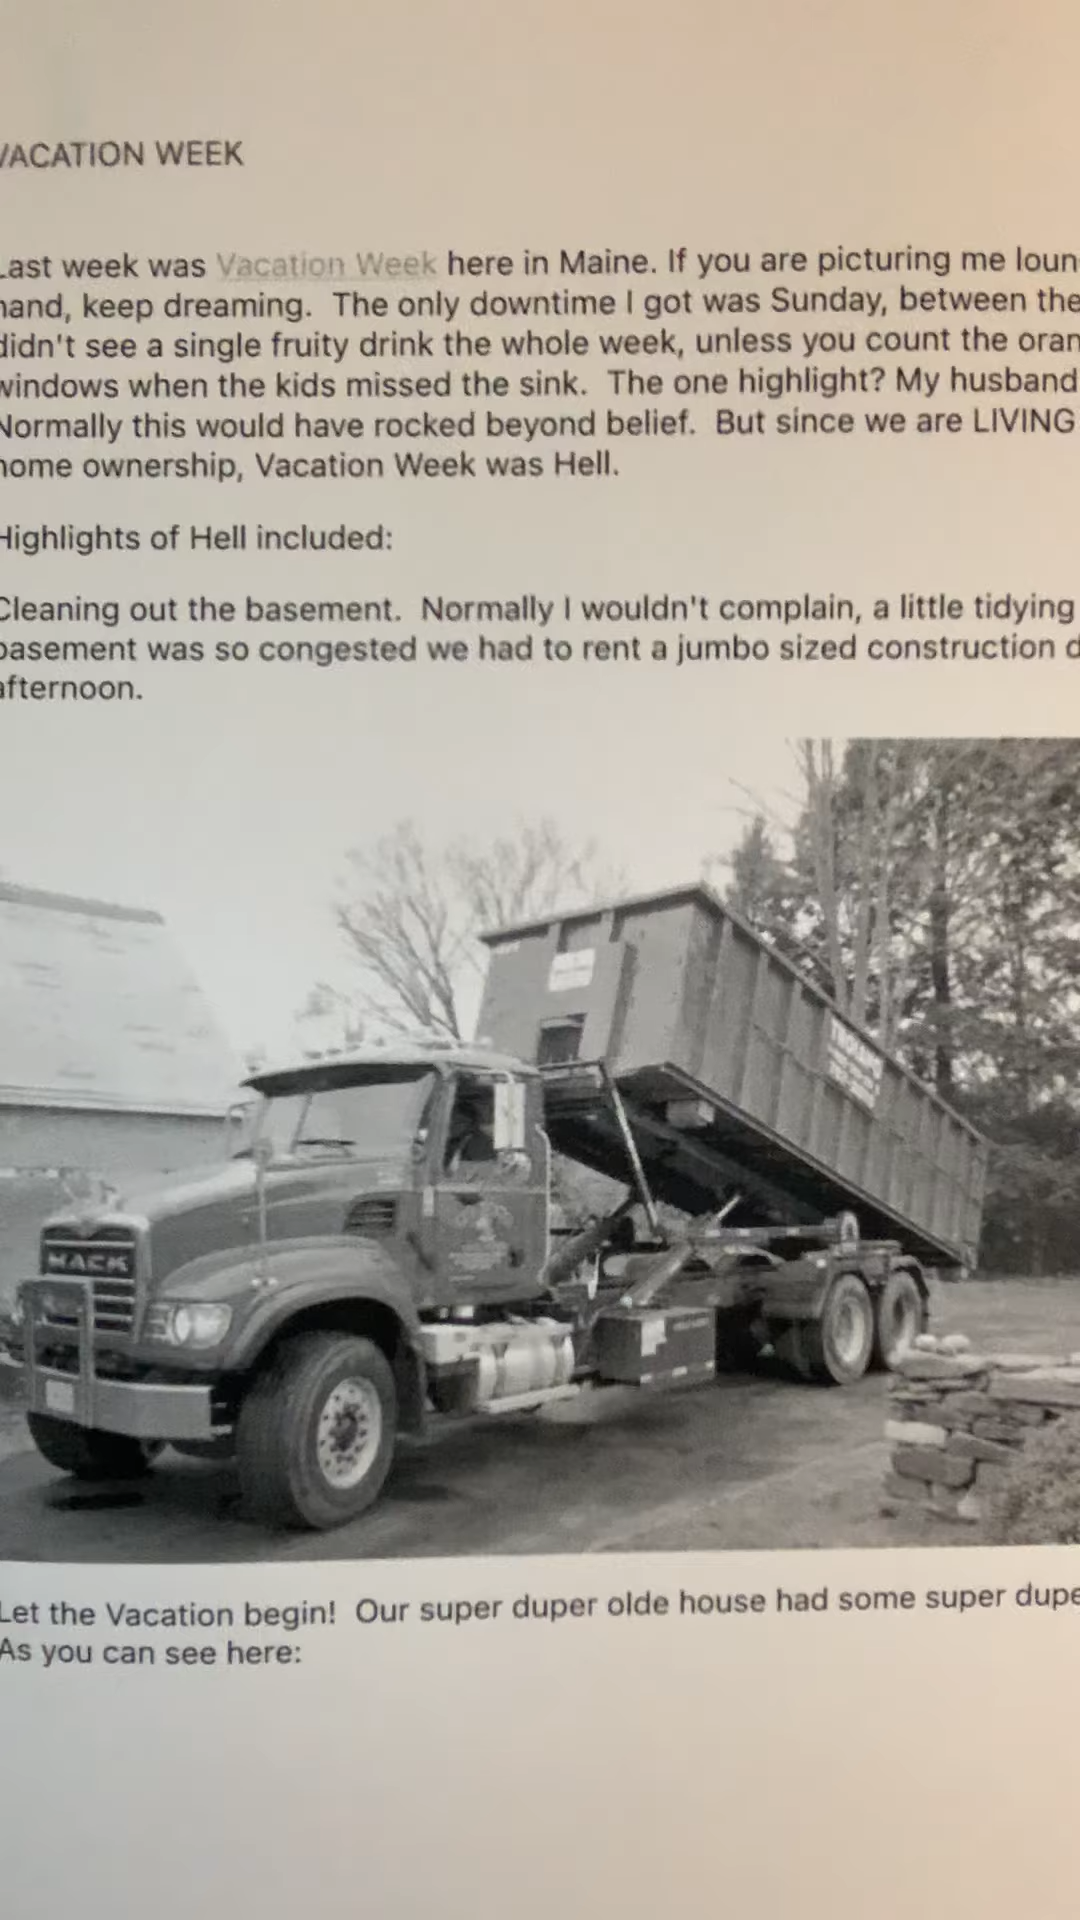 VACATION WEEK
Last week was Vacation Week here in Maine. If you are picturing me loun
hand, keep dreaming.  The only downtime I got was Sunday, between the
didn't see a single fruity drink the whole week, unless you count the oran
windows when the kids missed the sink.  The one highlight? My husband
Normally this would have rocked beyond belief.  But since we are LIVING
home ownership, Vacation Week was Hell.
Highlights of Hell included:
Cleaning out the basement.  Normally I wouldn't complain, a little tidying
basement was so congested we had to rent a jumbo sized construction d
afternoon.
MACK
Let the Vacation begin!  Our super duper olde house had some super dupe
As you can see here: